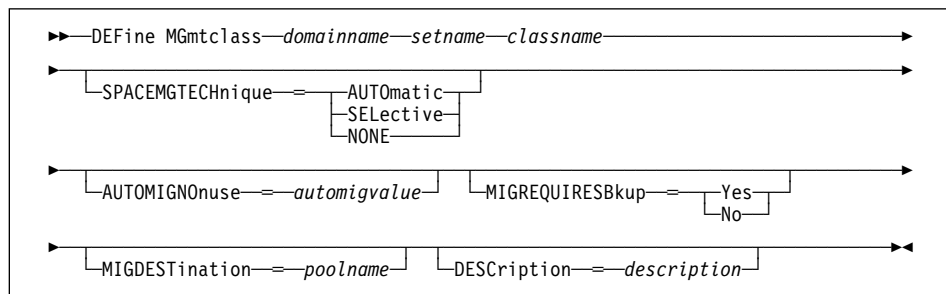 DEFine MGmtclass domainname setname classname
SPACEMGTECHnique = AUTOmatic
SELective
NONE
AUTOMIGNOnuse = automigvalue MIGREQUIRESBkup = Yes
No
MIGDESTination = poolname DESCription = description